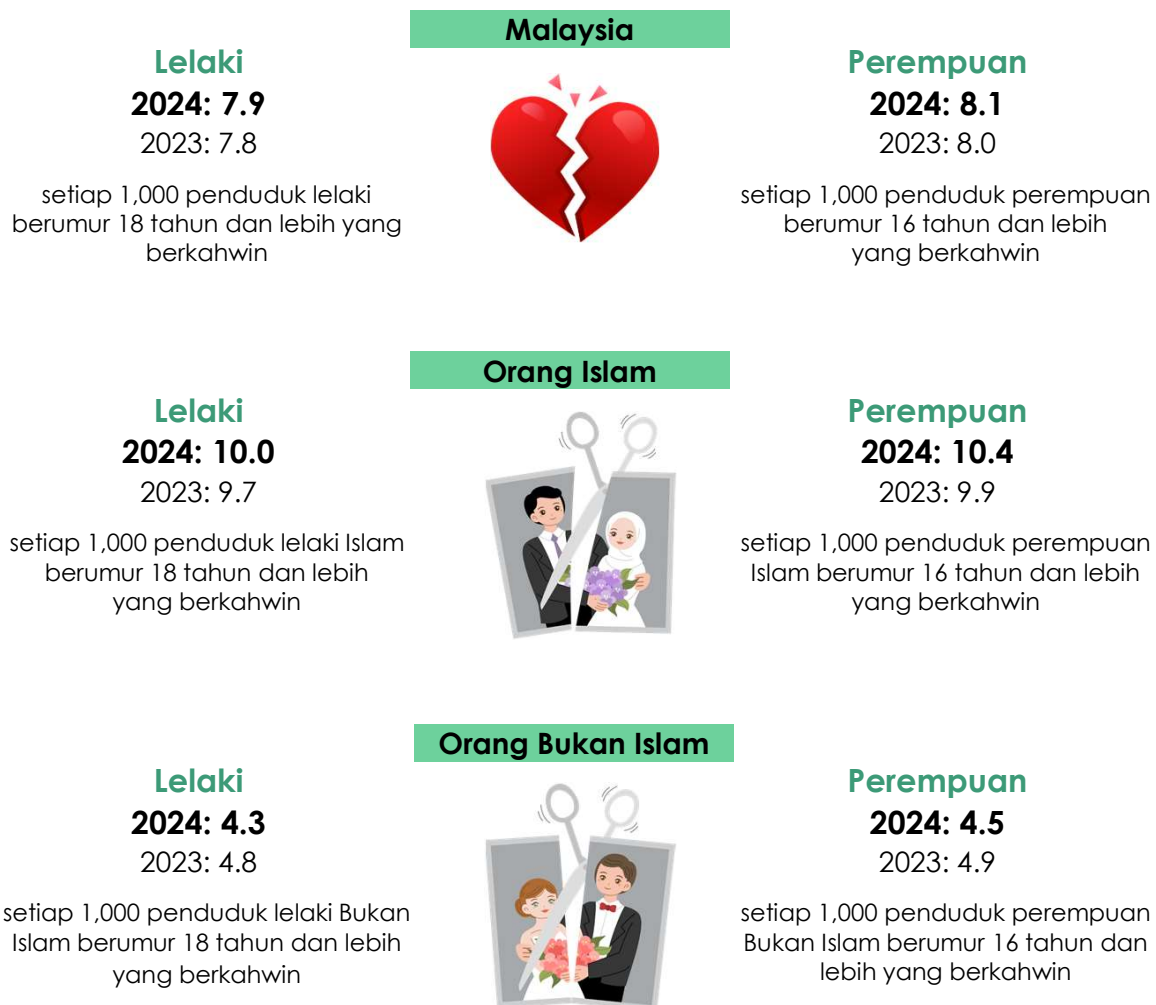 Malaysia
Lelaki
2024: 7.9
2023: 7.8
setiap 1,000 penduduk lelaki
berumur 18 tahun dan lebih yang
berkahwin
Perempuan
2024: 8.1
2023: 8.0
setiap 1,000 penduduk perempuan
berumur 16 tahun dan lebih
yang berkahwin
Orang Islam
Lelaki
2024: 10.0
2023: 9.7
setiap 1,000 penduduk lelaki Islam
berumur 18 tahun dan lebih
yang berkahwin
Perempuan
2024: 10.4
2023: 9.9
setiap 1,000 penduduk perempuan
Islam berumur 16 tahun dan lebih
yang berkahwin
Orang Bukan Islam
Lelaki
2024: 4.3
2023: 4.8
setiap 1,000 penduduk lelaki Bukan
Islam berumur 18 tahun dan lebih
yang berkahwin
Perempuan
2024: 4.5
2023: 4.9
setiap 1,000 penduduk perempuan
Bukan Islam berumur 16 tahun dan
lebih yang berkahwin